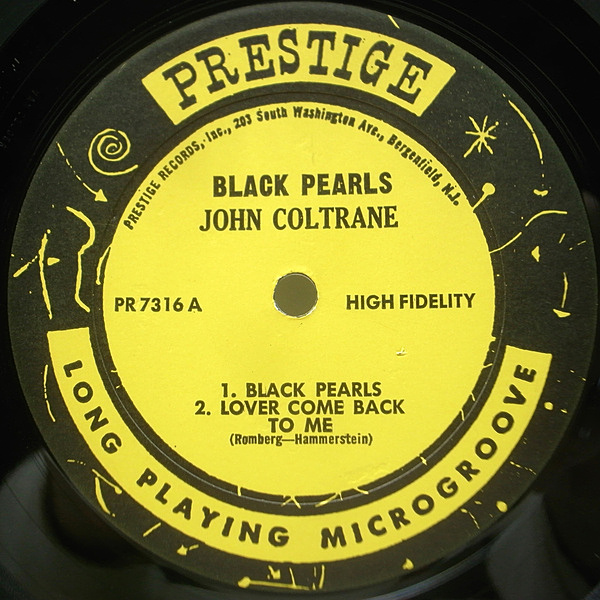 PRESTIGE
PRESTIGE RECORDS, Inc., 203 South Washington Ave., Bergenfield, N.J.
BLACK PEARLS
JOHN COLTRANE
PR 7316 A
HIGH FIDELITY
1. BLACK PEARLS
2. LOVER COME BACK
TO ME
(Romberg—Hammerstein)
LONG PLAYING MICROGROOVE